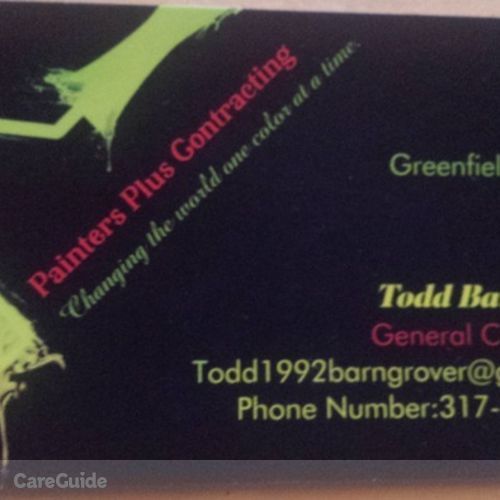 Painters Plus Contracting
Changing the world one color at a time.
Greenfiel
Todd Ba
General C
Todd1992barngrover@g
Phone Number:317-
CareGuide